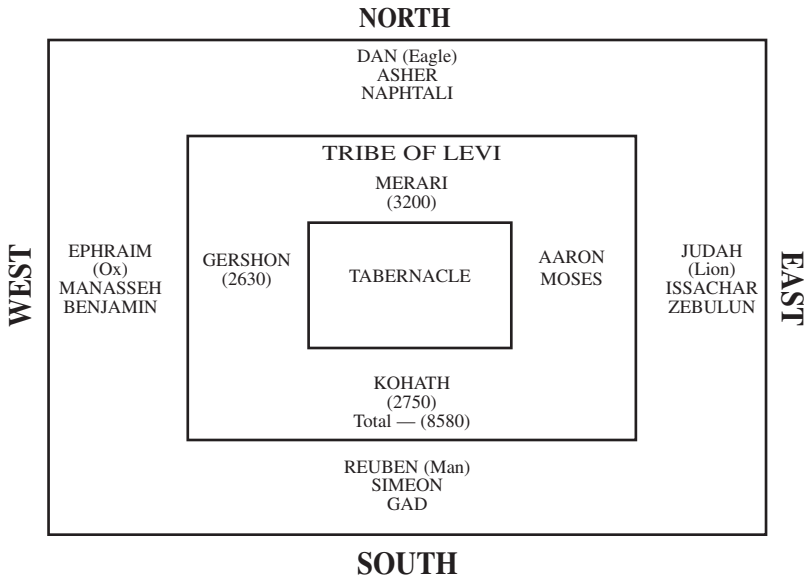 NORTH
DAN (Eagle)
ASHER
NAPHTALI
TRIBE OF LEVI
MERARI
(3200)
WEST
EPHRAIM
(Ox)
MANASSEH
BENJAMIN
GERSHON
(2630)
TABERNACLE
AARON
MOSES
JUDAH
(Lion)
ISSACHAR
ZEBULUN
EAST
KOHATH
(2750)
Total — (8580)
REUBEN (Man)
SIMEON
GAD
SOUTH